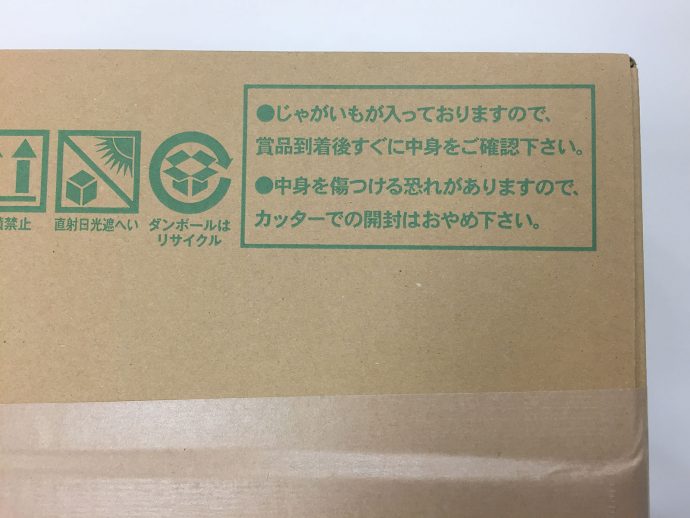 ●じゃがいもが入っておりますので、
賞品到着後すぐに中身をご確認下さい。
●中身を傷つける恐れがありますので、
カッターでの開封はおやめ下さい。
禁止
直射日光遮へい
ダンボールは
リサイクル